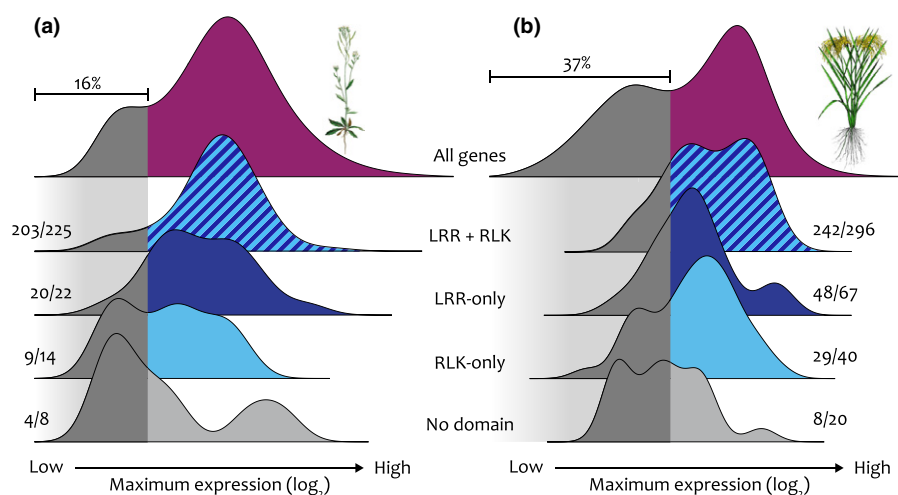 (a)
(b)
16%
37%
All genes
203/225
LRR + RLK
242/296
20/22
LRR-only
48/67
9/14
RLK-only
29/40
4/8
No domain
8/20
Low
High
Low
High
Maximum expression (log₂)
Maximum expression (log₂)